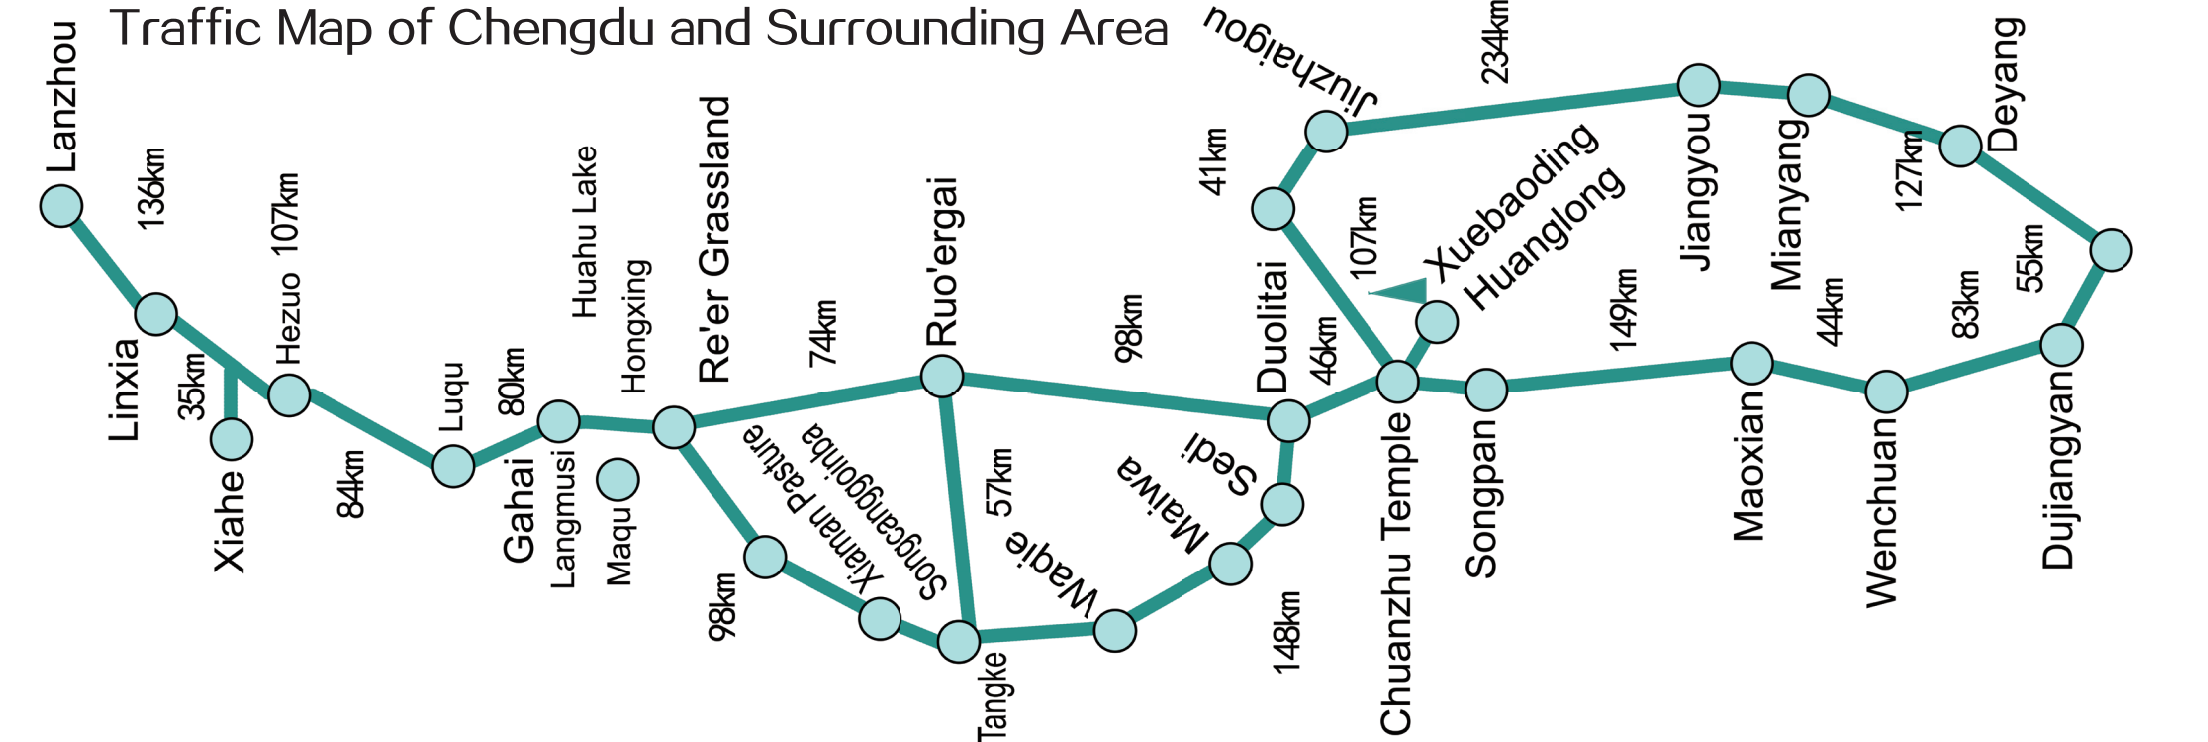 Traffic Map of Chengdu and Surrounding Area
Lanzhou
136km
Linxia
35km
Xiahe
Hezuo
107km
84km
Luqu
80km
Gahai
Langmusi
Huahu Lake
Hongxing
Maqu
Re'er Grassland
74km
Ruo'ergai
98km
Xiaman Pasture
Songcanggoinba
98km
57km
Tangke
Waqie
Maiwa
Sedi
148km
Duolitai
46km
41km
Jiuzhaigou
107km
Xuebaoding
Huanglong
Chuanzhu Temple
Songpan
234km
149km
Jiangyou
Mianyang
127km
Deyang
Maoxian
44km
Wenchuan
83km
55km
Dujiangyan